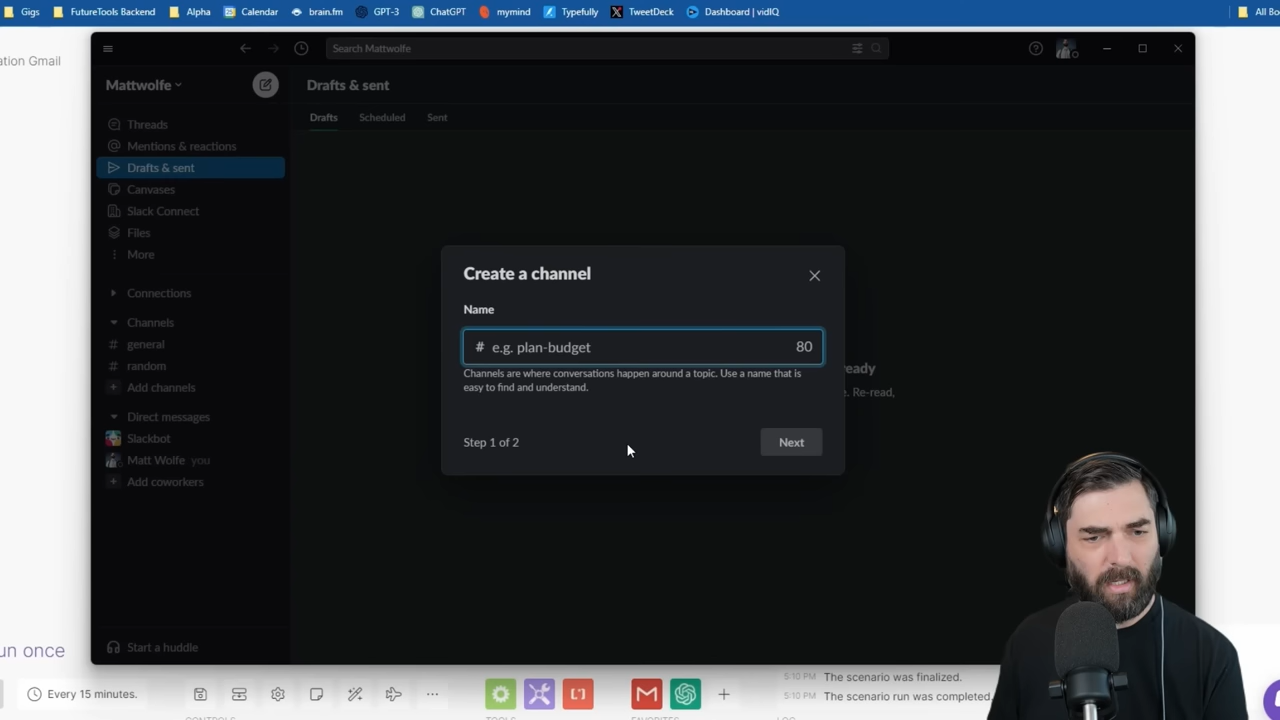 Gigs FutureTools Backend Alpha Calendar brain.fm GPT-3 ChatGPT mymind Typefully TweetDeck Dashboard | vidIQ All Bo
ation Gmail
Search Mattwolfe
Mattwolfe
Drafts & sent
Drafts Scheduled Sent
Threads
Mentions & reactions
Drafts & sent
Canvases
Slack Connect
Files
More
Connections
Channels
# general
# random
+ Add channels
Direct messages
Slackbot
Matt Wolfe you
+ Add coworkers
Start a huddle
Create a channel
Name
# e.g. plan-budget 80
Channels are where conversations happen around a topic. Use a name that is
easy to find and understand.
Step 1 of 2
Next
eady
e. Re-read,
un once
Every 15 minutes.
5:10 PM The scenario was finalized.
5:10 PM The scenario run was completed.